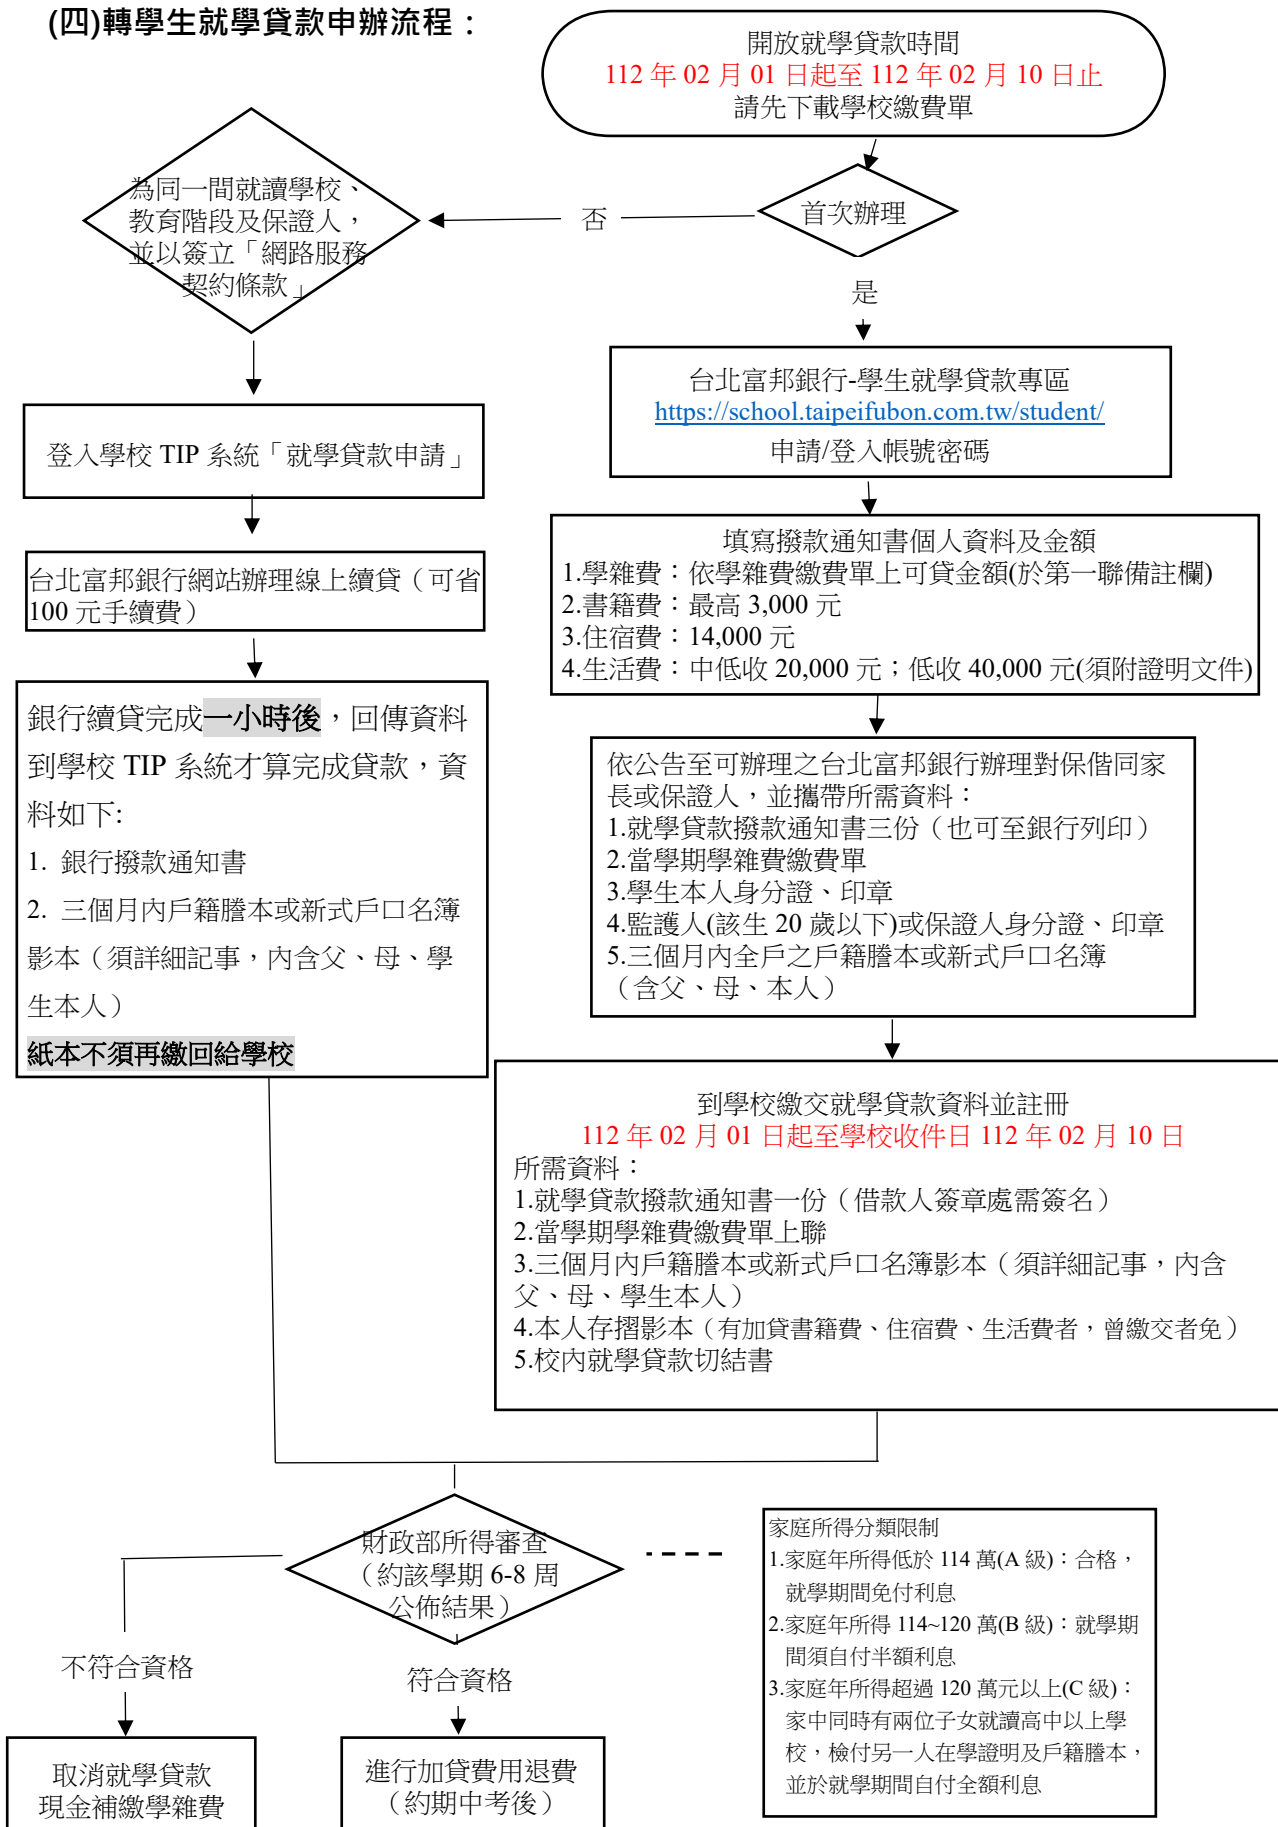 (四)轉學生就學貸款申辦流程：
開放就學貸款時間
112 年 02 月 01 日起至 112 年 02 月 10 日止
請先下載學校繳費單
首次辦理
否
是
為同一間就讀學校、
教育階段及保證人，
並以簽立「網路服務
契約條款」
登入學校 TIP 系統「就學貸款申請」
台北富邦銀行網站辦理線上續貸（可省
100 元手續費）
銀行續貸完成一小時後，回傳資料
到學校 TIP 系統才算完成貸款，資
料如下:
1. 銀行撥款通知書
2. 三個月內戶籍謄本或新式戶口名簿
影本（須詳細記事，內含父、母、學
生本人）
紙本不須再繳回給學校
台北富邦銀行-學生就學貸款專區
https://school.taipeifubon.com.tw/student/
申請/登入帳號密碼
填寫撥款通知書個人資料及金額
1.學雜費：依學雜費繳費單上可貸金額(於第一聯備註欄)
2.書籍費：最高 3,000 元
3.住宿費：14,000 元
4.生活費：中低收 20,000 元；低收 40,000 元(須附證明文件)
依公告至可辦理之台北富邦銀行辦理對保偕同家
長或保證人，並攜帶所需資料：
1.就學貸款撥款通知書三份（也可至銀行列印）
2.當學期學雜費繳費單
3.學生本人身分證、印章
4.監護人(該生 20 歲以下)或保證人身分證、印章
5.三個月內全戶之戶籍謄本或新式戶口名簿
（含父、母、本人）
到學校繳交就學貸款資料並註冊
112 年 02 月 01 日起至學校收件日 112 年 02 月 10 日
所需資料：
1.就學貸款撥款通知書一份（借款人簽章處需簽名）
2.當學期學雜費繳費單上聯
3.三個月內戶籍謄本或新式戶口名簿影本（須詳細記事，內含
父、母、學生本人）
4.本人存摺影本（有加貸書籍費、住宿費、生活費者，曾繳交者免）
5.校內就學貸款切結書
財政部所得審查
（約該學期 6-8 周
公佈結果）
不符合資格
符合資格
取消就學貸款
現金補繳學雜費
進行加貸費用退費
（約期中考後）
家庭所得分類限制
1.家庭年所得低於 114 萬(A 級)：合格，
就學期間免付利息
2.家庭年所得 114~120 萬(B 級)：就學期
間須自付半額利息
3.家庭年所得超過 120 萬元以上(C 級)：
家中同時有兩位子女就讀高中以上學
校，檢付另一人在學證明及戶籍謄本，
並於就學期間自付全額利息